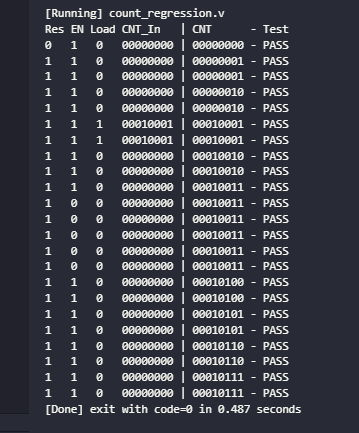 [Running] count_regression.v
Res EN Load CNT_In   | CNT      - Test
0   1  0  00000000 | 00000000 - PASS
1   1  0  00000000 | 00000001 - PASS
1   1  0  00000000 | 00000001 - PASS
1   1  0  00000000 | 00000010 - PASS
1   1  0  00000000 | 00000010 - PASS
1   1  1  00010001 | 00010001 - PASS
1   1  1  00010001 | 00010001 - PASS
1   1  0  00000000 | 00010010 - PASS
1   1  0  00000000 | 00010010 - PASS
1   1  0  00000000 | 00010011 - PASS
1   0  0  00000000 | 00010011 - PASS
1   0  0  00000000 | 00010011 - PASS
1   0  0  00000000 | 00010011 - PASS
1   0  0  00000000 | 00010011 - PASS
1   0  0  00000000 | 00010011 - PASS
1   1  0  00000000 | 00010100 - PASS
1   1  0  00000000 | 00010100 - PASS
1   1  0  00000000 | 00010101 - PASS
1   1  0  00000000 | 00010101 - PASS
1   1  0  00000000 | 00010110 - PASS
1   1  0  00000000 | 00010110 - PASS
1   1  0  00000000 | 00010111 - PASS
1   1  0  00000000 | 00010111 - PASS
[Done] exit with code=0 in 0.487 seconds